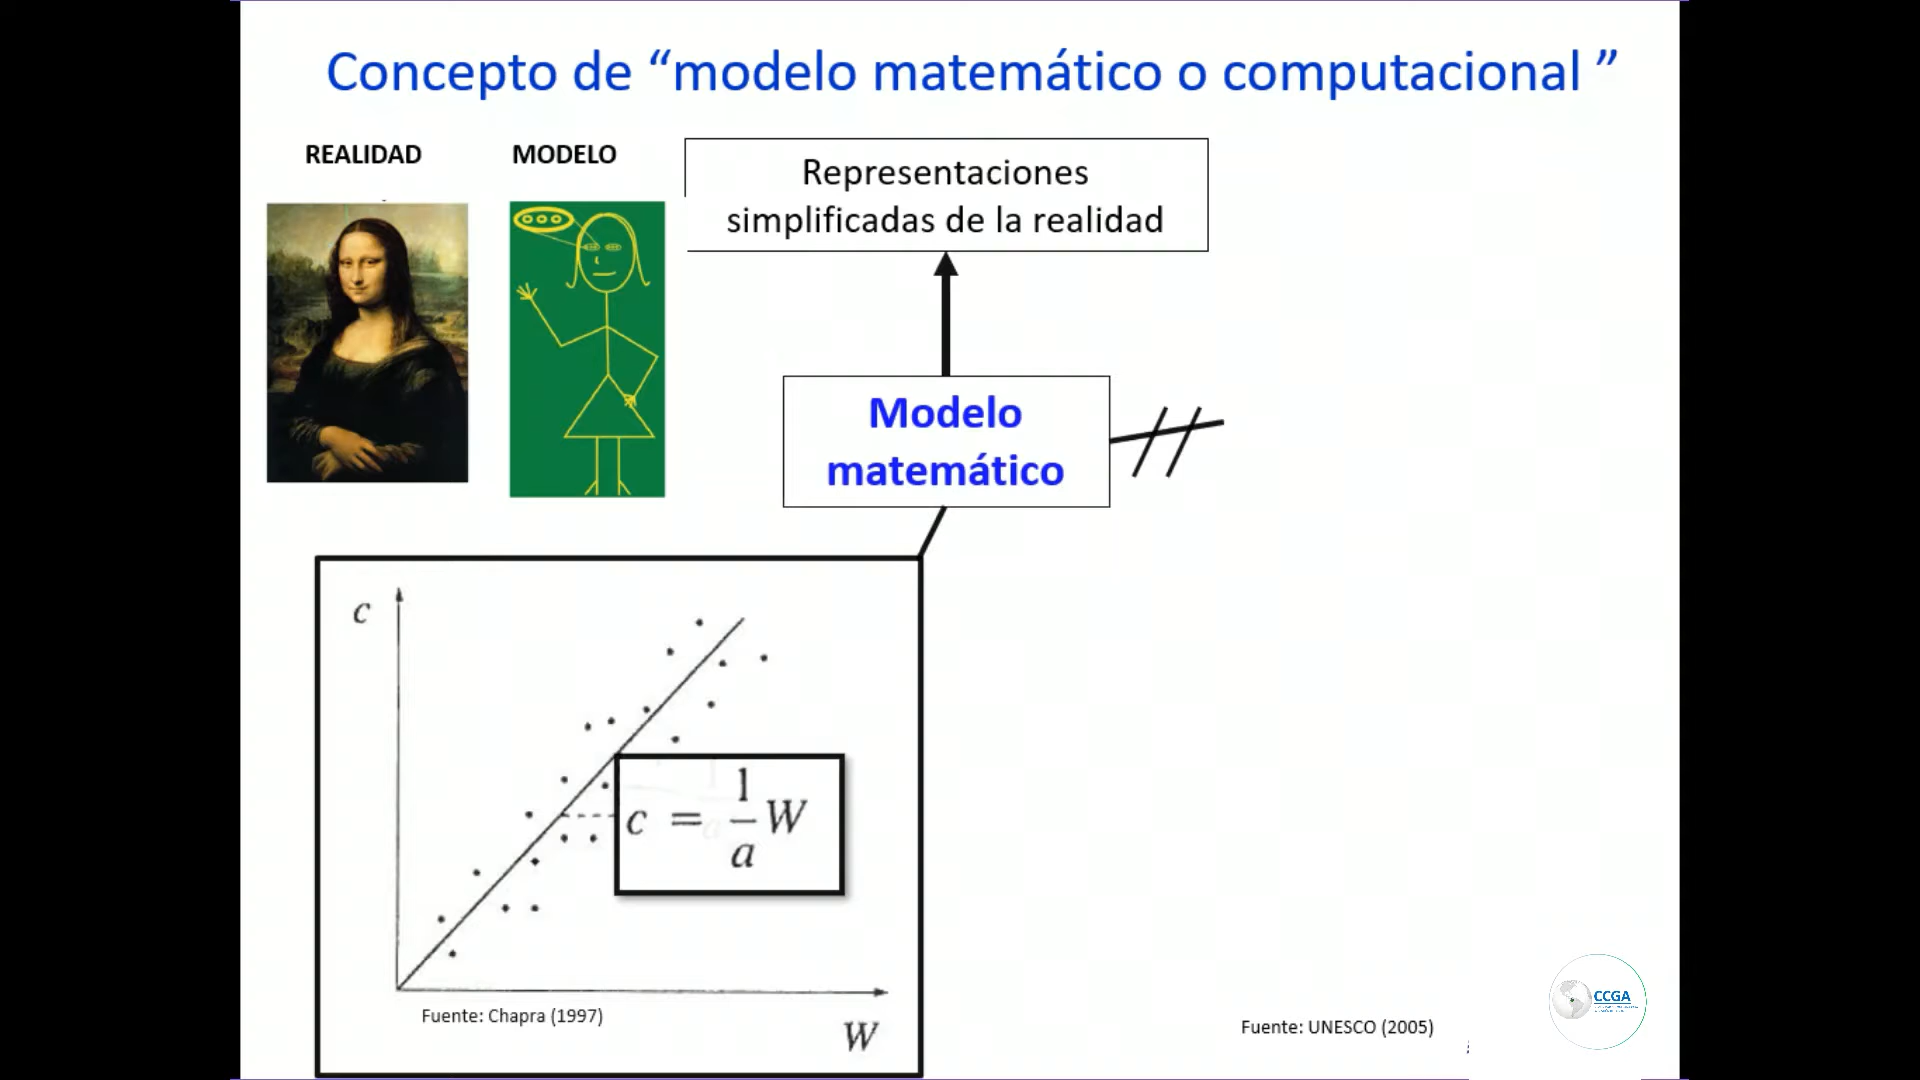 Concepto de “modelo matemático o computacional ”
REALIDAD
MODELO
Representaciones
simplificadas de la realidad
Modelo
matemático
c
c = 1/a W
Fuente: Chapra (1997)
W
Fuente: UNESCO (2005)
CCGA